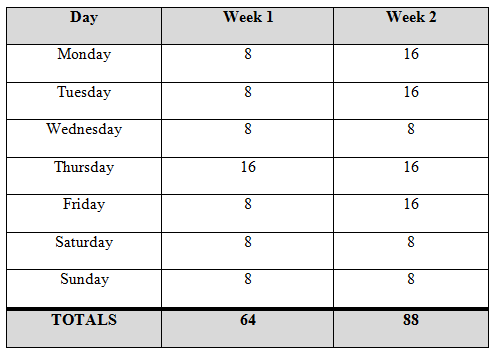 Day Week 1 Week 2
Monday 8 16
Tuesday 8 16
Wednesday 8 8
Thursday 16 16
Friday 8 16
Saturday 8 8
Sunday 8 8
TOTALS 64 88